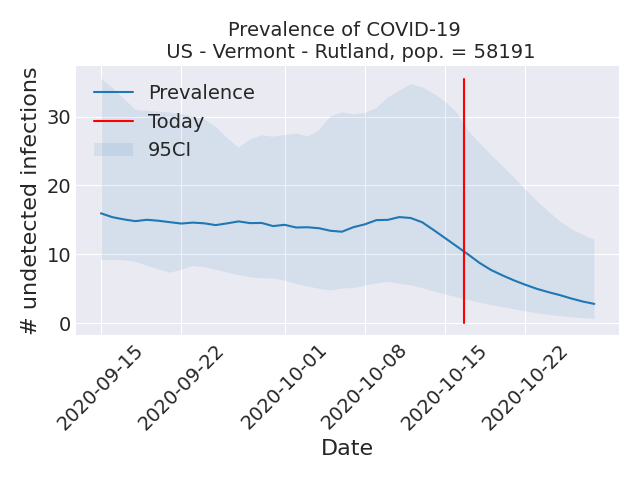 Prevalence of COVID-19
US - Vermont - Rutland, pop. = 58191
# undetected infections
30
20
10
0
Prevalence
Today
95CI
2020-09-15
2020-09-22
2020-10-01
2020-10-08
2020-10-15
2020-10-22
Date